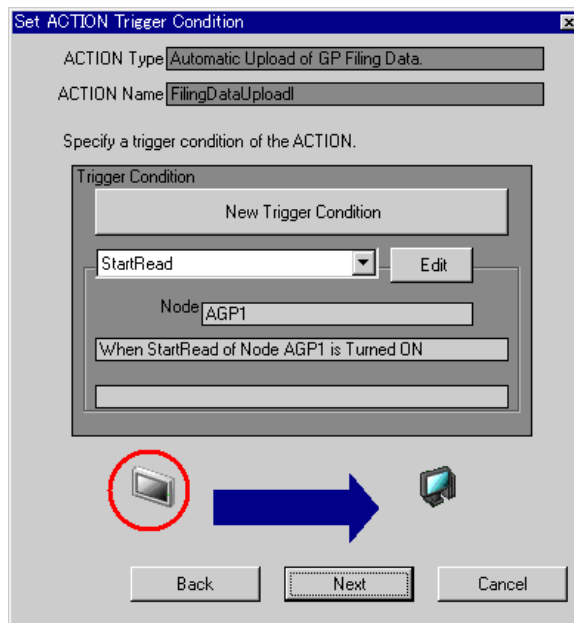 Set ACTION Trigger Condition
ACTION Type Automatic Upload of GP Filing Data.
ACTION Name FilingDataUploadl
Specify a trigger condition of the ACTION.
Trigger Condition
New Trigger Condition
StartRead Edit
Node AGP1
When StartRead of Node AGP1 is Turned ON
Back Next Cancel